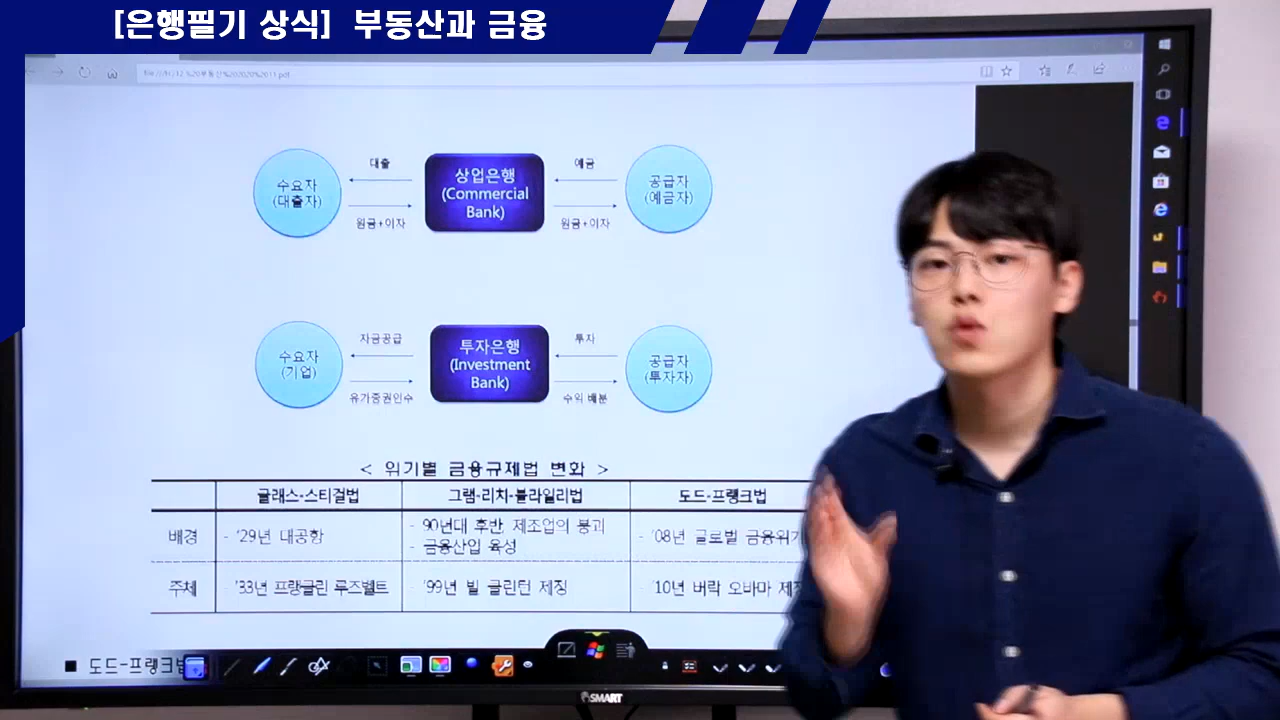 [은행필기 상식] 부동산과 금융
대출
예금
수요자
(대출자)
상업은행
(Commercial
Bank)
공급자
(예금자)
원금+이자
원금+이자
자금공급
투자
수요자
(기업)
투자은행
(Investment
Bank)
공급자
(투자자)
유가증권인수
수익 배분
< 위기별 금융규제법 변화 >
글래스-스티걸법 그램-리치-블라일리법 도드-프랭크법
배경 - '29년 대공항 - 90년대 후반, 제조업의 붕괴 - '08년 글로벌 금융위기
- 금융산업 육성
주체 '33년 프랭클린 루즈벨트 - '99년 빌 클린턴 제정 '10년 버락 오바마 제정
■ 도드-프랭크법
SMART